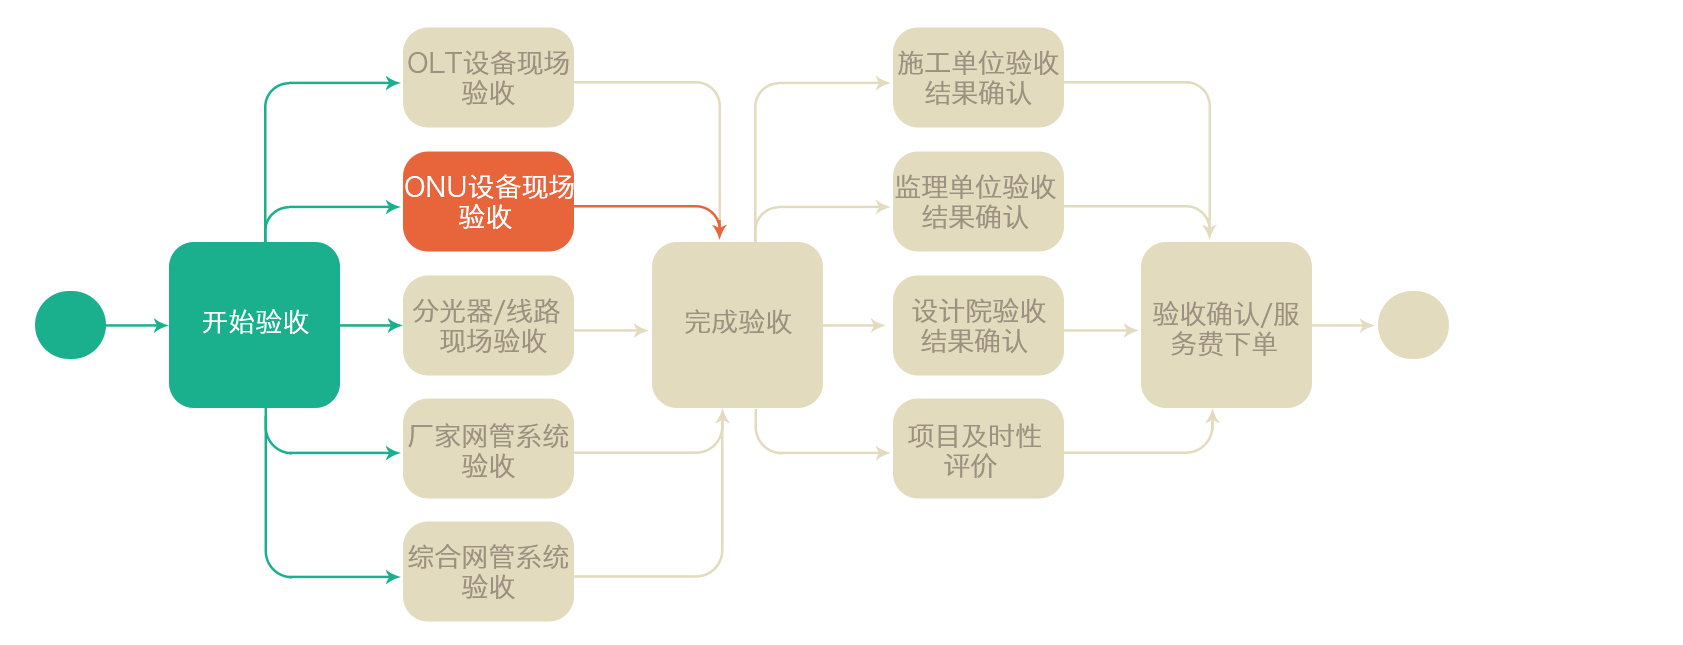 开始验收
OLT设备现场
验收
ONU设备现场
验收
分光器/线路
现场验收
厂家网管系统
验收
综合网管系统
验收
完成验收
施工单位验收
结果确认
监理单位验收
结果确认
设计院验收
结果确认
项目及时性
评价
验收确认/服
务费下单